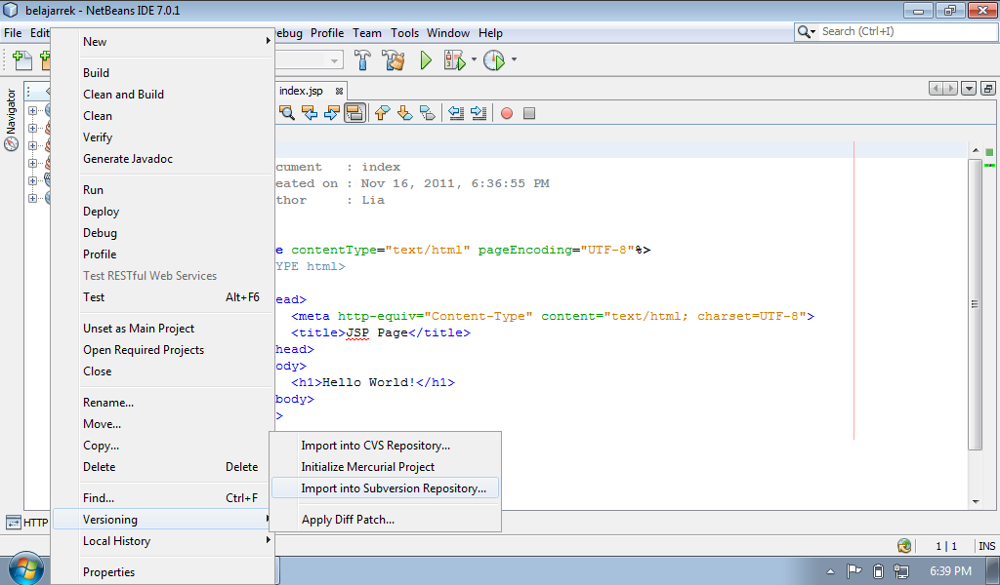 belajarrek - NetBeans IDE 7.0.1
File Edit ebug Profile Team Tools Window Help
Search (Ctrl+I)
Navigator
index.jsp
New
Build
Clean and Build
Clean
Verify
Generate Javadoc
Run
Deploy
Debug
Profile
Test RESTful Web Services
Test Alt+F6
Unset as Main Project
Open Required Projects
Close
Rename...
Move...
Copy...
Delete Delete
Find... Ctrl+F
Versioning
Local History
Properties
Import into CVS Repository...
Initialize Mercurial Project
Import into Subversion Repository...
Apply Diff Patch...
cument : index
eated on : Nov 16, 2011, 6:36:55 PM
thor : Lia
e contentType="text/html" pageEncoding="UTF-8"%>
YPE html>
ead>
<meta http-equiv="Content-Type" content="text/html; charset=UTF-8">
<title>JSP Page</title>
head>
ody>
<h1>Hello World!</h1>
body>
>
HTTP
1 | 1 INS
6:39 PM